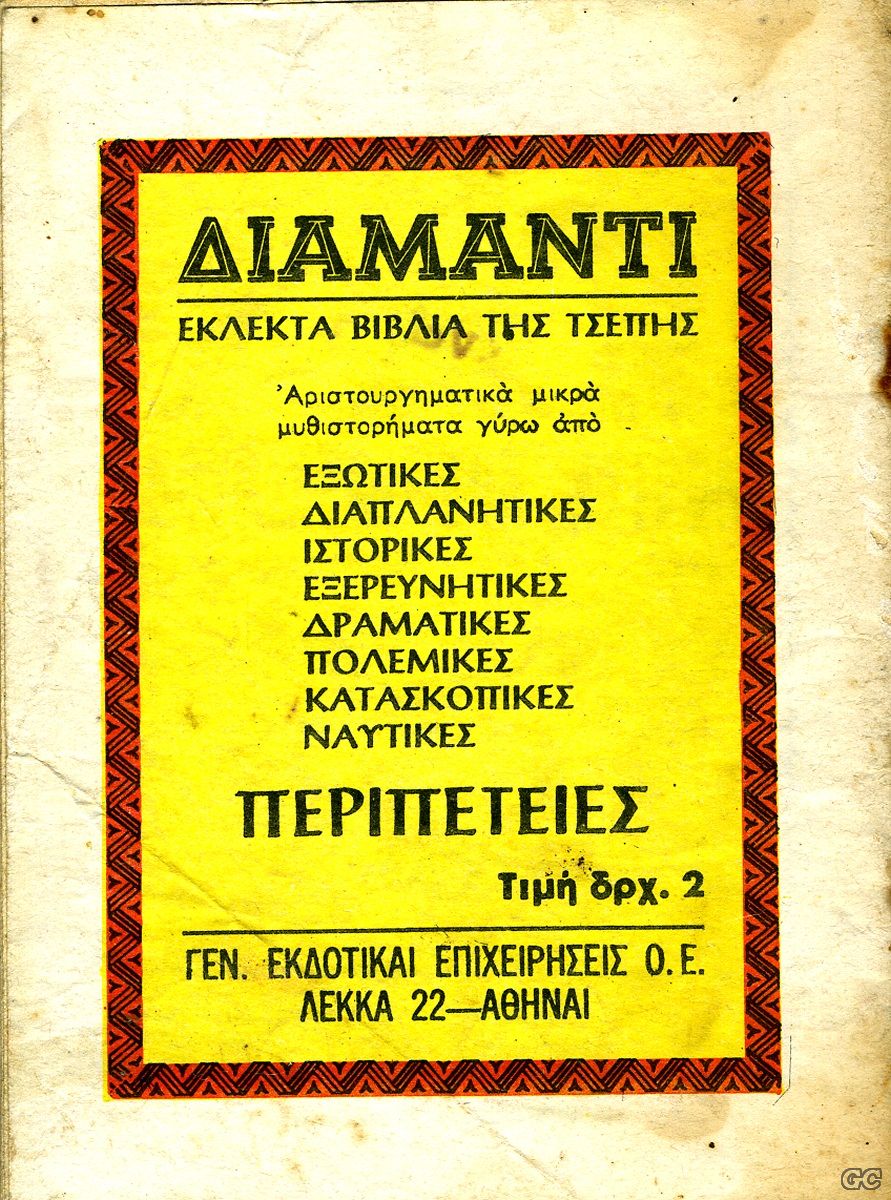 ΔΙΑΜΑΝΤΙ
ΕΚΛΕΚΤΑ ΒΙΒΛΙΑ ΤΗΣ ΤΣΕΠΗΣ
Ἀριστουργηματικὰ μικρὰ
μυθιστορήματα γύρω ἀπὸ
ΕΞΩΤΙΚΕΣ
ΔΙΑΠΛΑΝΗΤΙΚΕΣ
ΙΣΤΟΡΙΚΕΣ
ΕΞΕΡΕΥΝΗΤΙΚΕΣ
ΔΡΑΜΑΤΙΚΕΣ
ΠΟΛΕΜΙΚΕΣ
ΚΑΤΑΣΚΟΠΙΚΕΣ
ΝΑΥΤΙΚΕΣ
ΠΕΡΙΠΕΤΕΙΕΣ
Τιμή δρχ. 2
ΓΕΝ. ΕΚΔΟΤΙΚΑΙ ΕΠΙΧΕΙΡΗΣΕΙΣ Ο.Ε.
ΛΕΚΚΑ 22—ΑΘΗΝΑΙ
GC